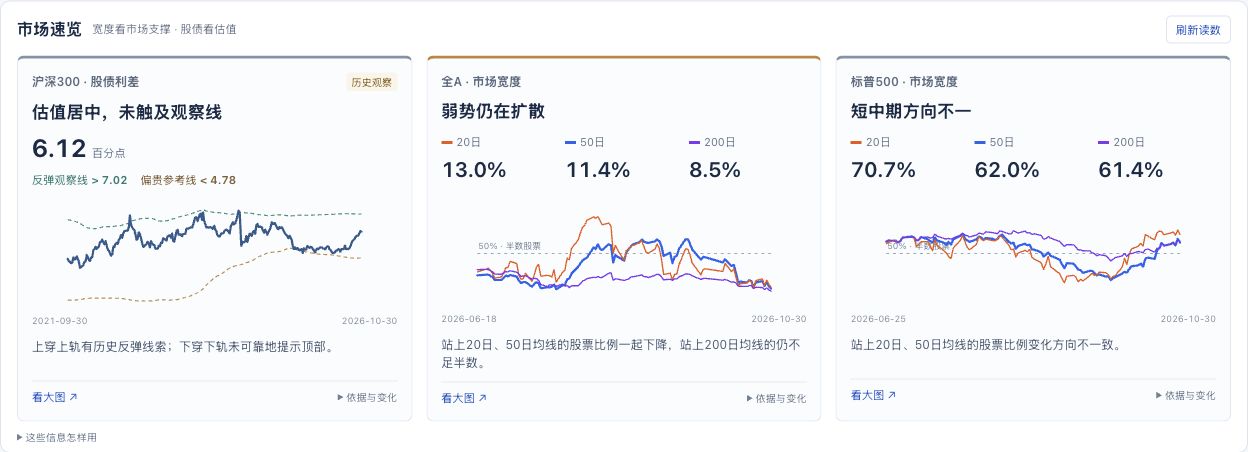 市场速览 宽度看市场支撑 · 股债看估值 刷新读数
沪深300 · 股债利差 历史观察
估值居中，未触及观察线
6.12 百分点
反弹观察线 > 7.02 偏贵参考线 < 4.78
2021-09-30 2026-10-30
上穿上轨有历史反弹线索；下穿下轨未可靠地提示顶部。
看大图 ↗ ▶ 依据与变化
全A · 市场宽度
弱势仍在扩散
20日 50日 200日
13.0% 11.4% 8.5%
50% · 半数股票
2026-06-18 2026-10-30
站上20日、50日均线的股票比例一起下降，站上200日均线的仍不
足半数。
看大图 ↗ ▶ 依据与变化
标普500 · 市场宽度
短中期方向不一
20日 50日 200日
70.7% 62.0% 61.4%
50% · 半数股票
2026-06-25 2026-10-30
站上20日、50日均线的股票比例变化方向不一致。
看大图 ↗ ▶ 依据与变化
▶ 这些信息怎样用